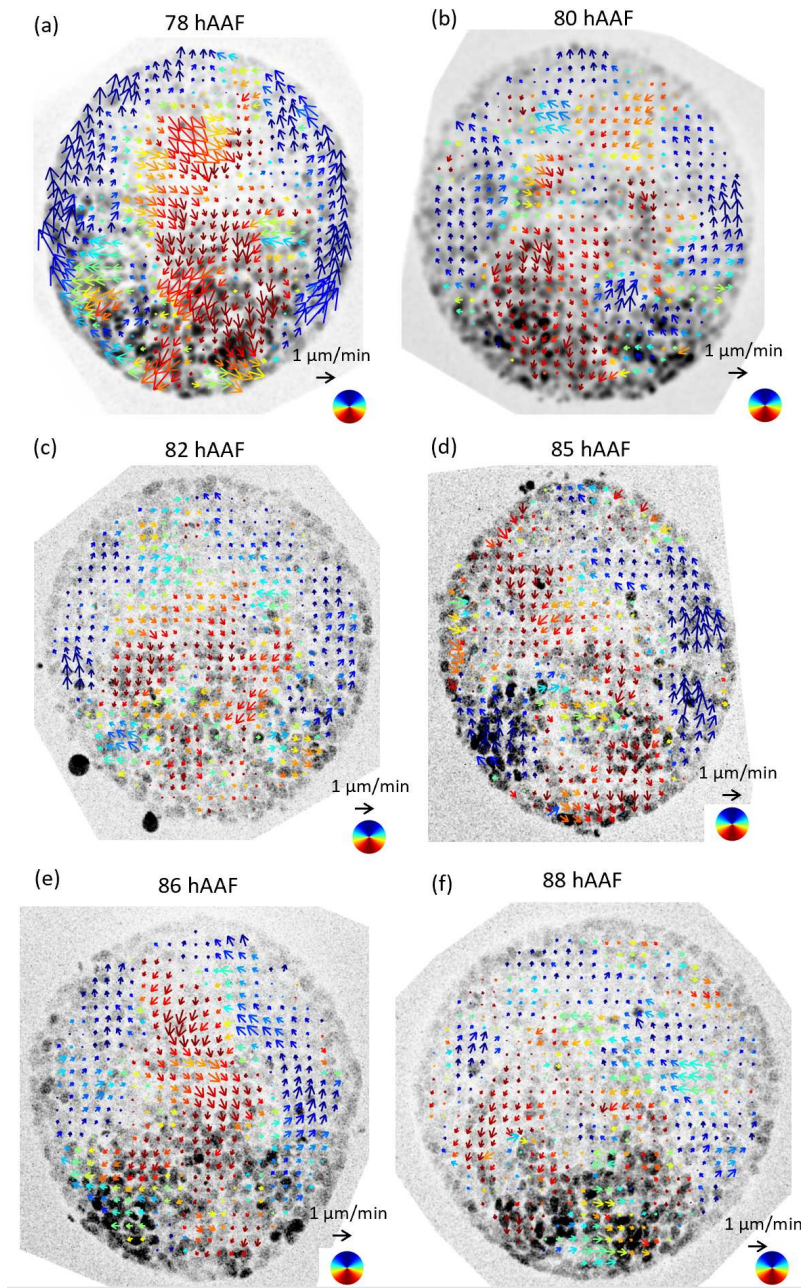 (a)
78 hAAF
1 μm/min
(b)
80 hAAF
1 μm/min
(c)
82 hAAF
1 μm/min
(d)
85 hAAF
1 μm/min
(e)
86 hAAF
1 μm/min
(f)
88 hAAF
1 μm/min